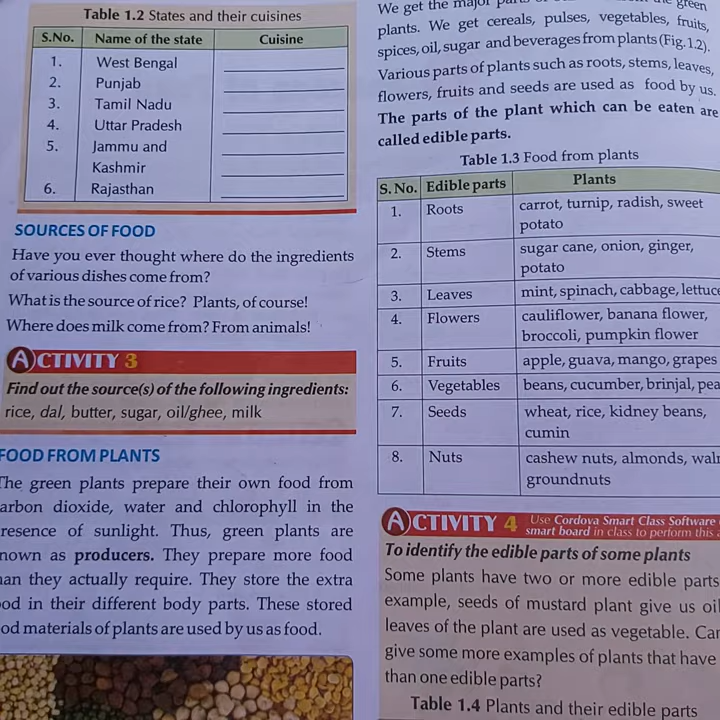 Table 1.2 States and their cuisines
S.No. Name of the state Cuisine
1. West Bengal
2. Punjab
3. Tamil Nadu
4. Uttar Pradesh
5. Jammu and
Kashmir
6. Rajasthan
SOURCES OF FOOD
Have you ever thought where do the ingredients
of various dishes come from?
What is the source of rice? Plants, of course!
Where does milk come from? From animals!
ACTIVITY 3
Find out the source(s) of the following ingredients:
rice, dal, butter, sugar, oil/ghee, milk
FOOD FROM PLANTS
The green plants prepare their own food from
arbon dioxide, water and chlorophyll in the
resence of sunlight. Thus, green plants are
nown as producers. They prepare more food
an they actually require. They store the extra
od in their different body parts. These stored
od materials of plants are used by us as food.
We get the major green
plants. We get cereals, pulses, vegetables, fruits,
spices, oil, sugar and beverages from plants (Fig. 1.2).
Various parts of plants such as roots, stems, leaves,
flowers, fruits and seeds are used as food by us.
The parts of the plant which can be eaten are
called edible parts.
Table 1.3 Food from plants
S. No. Edible parts Plants
1. Roots carrot, turnip, radish, sweet
potato
2. Stems sugar cane, onion, ginger,
potato
3. Leaves mint, spinach, cabbage, lettuce
4. Flowers cauliflower, banana flower,
broccoli, pumpkin flower
5. Fruits apple, guava, mango, grapes
6. Vegetables beans, cucumber, brinjal, pea
7. Seeds wheat, rice, kidney beans,
cumin
8. Nuts cashew nuts, almonds, waln
groundnuts
ACTIVITY 4 Use Cordova Smart Class Software
smart board in class to perform this
To identify the edible parts of some plants
Some plants have two or more edible parts
example, seeds of mustard plant give us oil
leaves of the plant are used as vegetable. Can
give some more examples of plants that have
than one edible parts?
Table 1.4 Plants and their edible parts